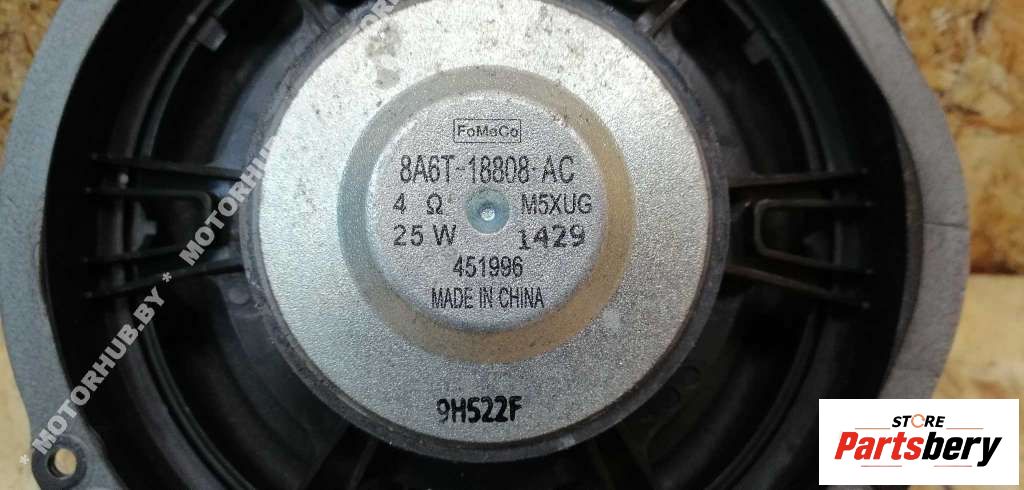 FoMoCo
8A6T-18808-AC
4 Ω M5XUG
25 W 1429
451996
MADE IN CHINA
9H522F
* MOTORHUB.BY * MOTORHUB.BY * MOTORHUB
STORE
Partsbery